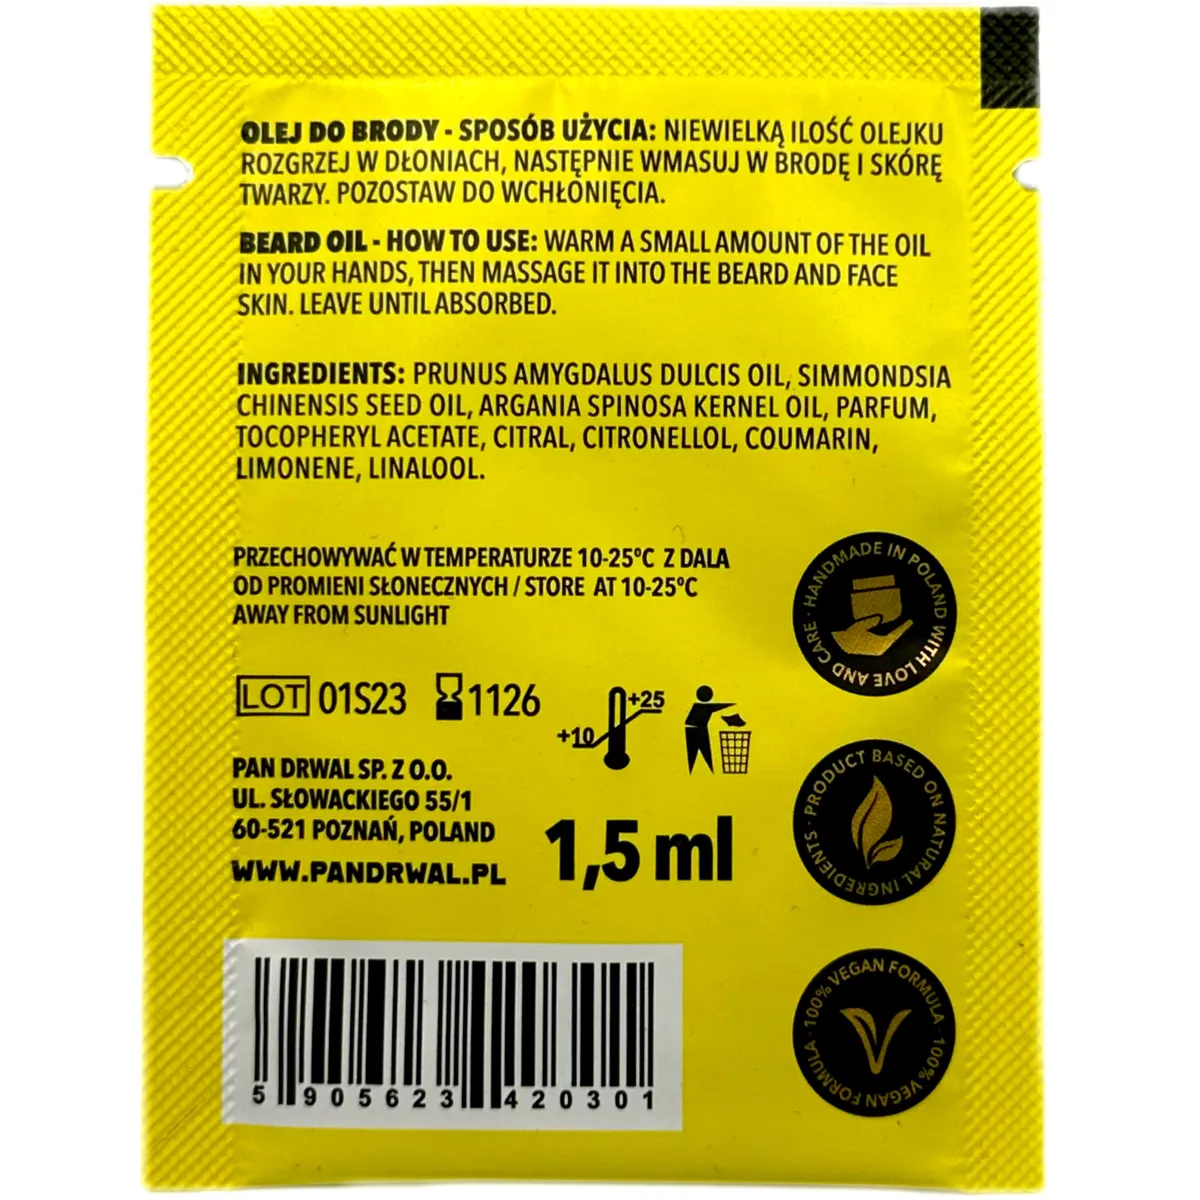 OLEJ DO BRODY - SPOSÓB UŻYCIA: NIEWIELKĄ ILOŚĆ OLEJKU
ROZGRZEJ W DŁONIACH, NASTĘPNIE WMASUJ W BRODĘ I SKÓRĘ
TWARZY. POZOSTAW DO WCHŁONIĘCIA.
BEARD OIL - HOW TO USE: WARM A SMALL AMOUNT OF THE OIL
IN YOUR HANDS, THEN MASSAGE IT INTO THE BEARD AND FACE
SKIN. LEAVE UNTIL ABSORBED.
INGREDIENTS: PRUNUS AMYGDALUS DULCIS OIL, SIMMONDSIA
CHINENSIS SEED OIL, ARGANIA SPINOSA KERNEL OIL, PARFUM,
TOCOPHERYL ACETATE, CITRAL, CITRONELLOL, COUMARIN,
LIMONENE, LINALOOL.
PRZECHOWYWAĆ W TEMPERATURZE 10-25ºC Z DALA
OD PROMIENI SŁONECZNYCH / STORE AT 10-25ºC
AWAY FROM SUNLIGHT
HANDMADE IN POLAND WITH LOVE AND CARE ·
LOT 01S23 1126
+25
+10
PAN DRWAL SP. Z O.O.
UL. SŁOWACKIEGO 55/1
60-521 POZNAŃ, POLAND
WWW.PANDRWAL.PL
1,5 ml
PRODUCT BASED ON NATURAL INGREDIENTS ·
100% VEGAN FORMULA · 100% VEGAN FORMULA ·
5 905623 420301